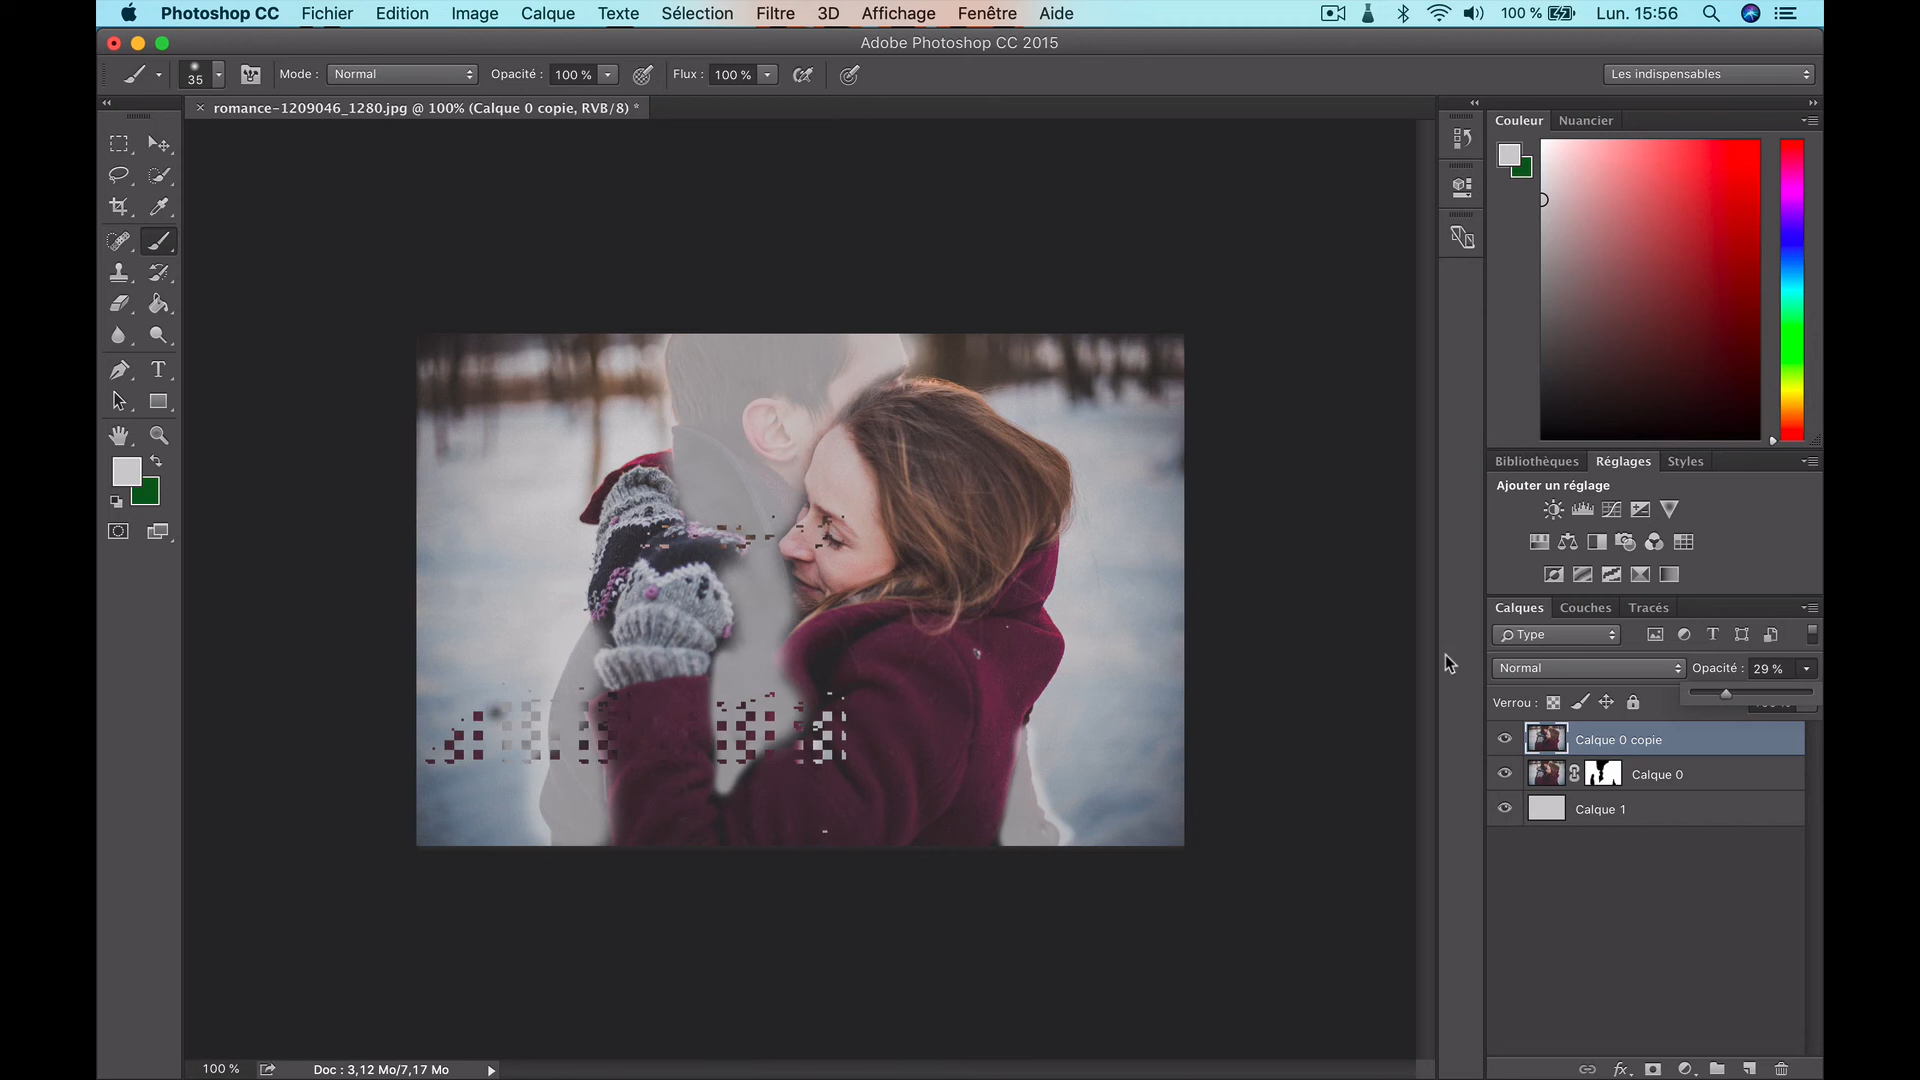 Photoshop CC Fichier Edition Image Calque Texte Sélection Filtre 3D Affichage Fenêtre Aide 100 % Lun. 15:56
Adobe Photoshop CC 2015
35 Mode : Normal Opacité : 100 % Flux : 100 % Les indispensables
romance-1209046_1280.jpg @ 100% (Calque 0 copie, RVB/8) *
Couleur Nuancier
Bibliothèques Réglages Styles
Ajouter un réglage
Calques Couches Tracés
Type
Normal Opacité : 29 %
Verrou :
Calque 0 copie
Calque 0
Calque 1
100 % Doc : 3,12 Mo/7,17 Mo